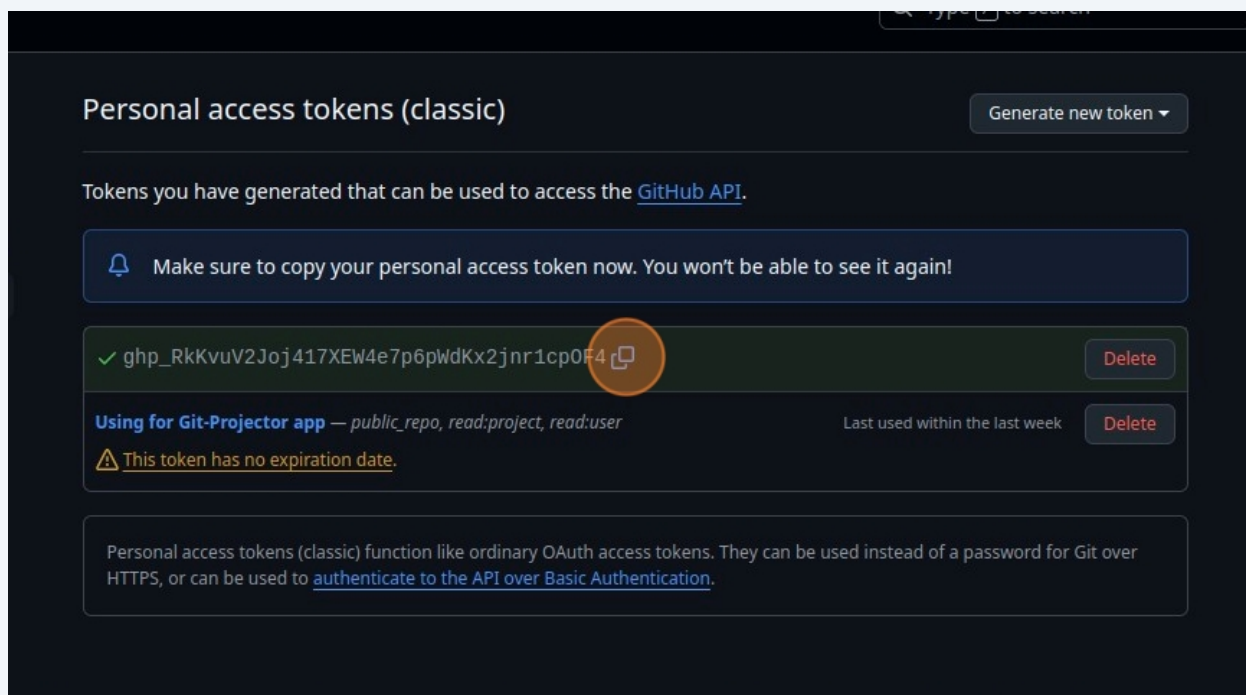 Type / to search
Personal access tokens (classic)
Generate new token
Tokens you have generated that can be used to access the GitHub API.
Make sure to copy your personal access token now. You won’t be able to see it again!
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
Delete
Using for Git-Projector app — public_repo, read:project, read:user
Last used within the last week
Delete
This token has no expiration date.
Personal access tokens (classic) function like ordinary OAuth access tokens. They can be used instead of a password for Git over
HTTPS, or can be used to authenticate to the API over Basic Authentication.